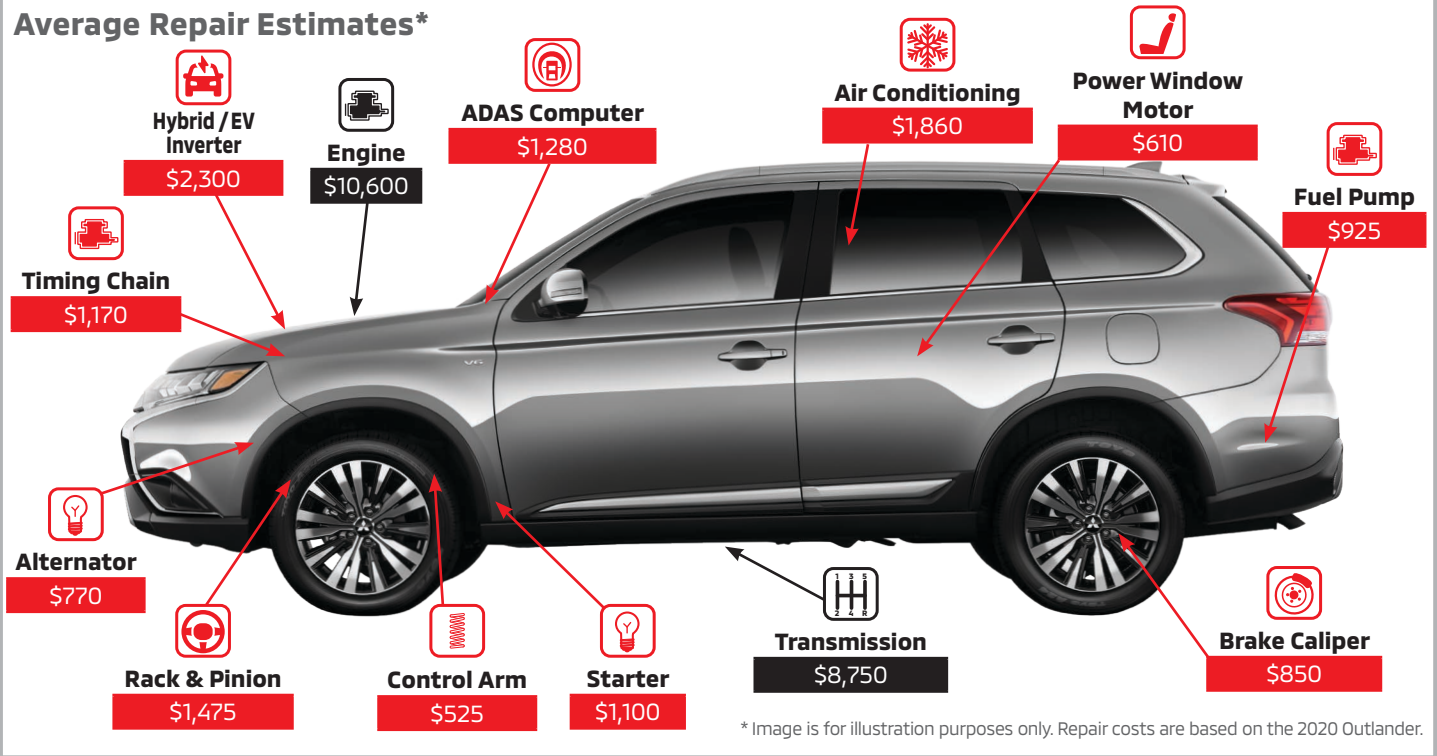 Average Repair Estimates*
Hybrid / EV
Inverter
$2,300
Engine
$10,600
ADAS Computer
$1,280
Air Conditioning
$1,860
Power Window
Motor
$610
Fuel Pump
$925
Timing Chain
$1,170
V6
Alternator
$770
Rack & Pinion
$1,475
Control Arm
$525
Starter
$1,100
1 3 5
2 4 R
Transmission
$8,750
Brake Caliper
$850
* Image is for illustration purposes only. Repair costs are based on the 2020 Outlander.